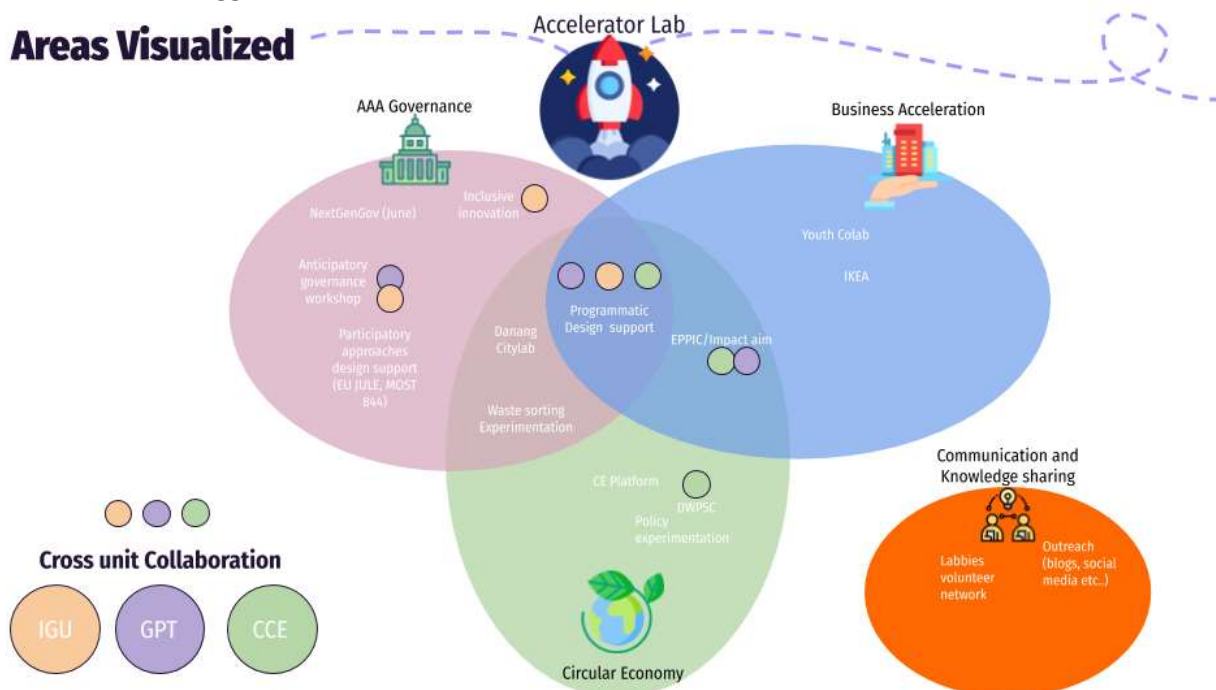 Areas Visualized
Accelerator Lab
AAA Governance
Business Acceleration
NextGenGov (June)
Inclusive
innovation
Youth Colab
IKEA
Anticipatory
governance
workshop
Programmatic
Design support
Danang
Citylab
EPPIC/Impact aim
Participatory
approaches
design support
(EU JULE, MOST
844)
Waste sorting
Experimentation
CE Platform
DWPSC
Policy
experimentation
Communication and
Knowledge sharing
Labbies
volunteer
network
Outreach
(blogs, social
media etc..)
Cross unit Collaboration
IGU
GPT
CCE
Circular Economy